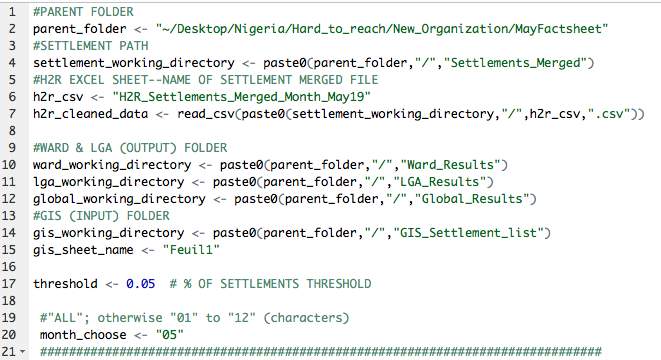 1 #PARENT FOLDER
2 parent_folder <- "~/Desktop/Nigeria/Hard_to_reach/New_Organization/MayFactsheet"
3 #SETTLEMENT PATH
4 settlement_working_directory <- paste0(parent_folder,"/","Settlements_Merged")
5 #H2R EXCEL SHEET--NAME OF SETTLEMENT MERGED FILE
6 h2r_csv <- "H2R_Settlements_Merged_Month_May19"
7 h2r_cleaned_data <- read_csv(paste0(settlement_working_directory,"/",h2r_csv,".csv"))
8
9 #WARD & LGA (OUTPUT) FOLDER
10 ward_working_directory <- paste0(parent_folder,"/","Ward_Results")
11 lga_working_directory <- paste0(parent_folder,"/","LGA_Results")
12 global_working_directory <- paste0(parent_folder,"/","Global_Results")
13 #GIS (INPUT) FOLDER
14 gis_working_directory <- paste0(parent_folder,"/","GIS_Settlement_list")
15 gis_sheet_name <- "Feuil1"
16
17 threshold <- 0.05  # % OF SETTLEMENTS THRESHOLD
18
19 #"ALL"; otherwise "01" to "12" (characters)
20 month_choose <- "05"
21 ##############################################################################